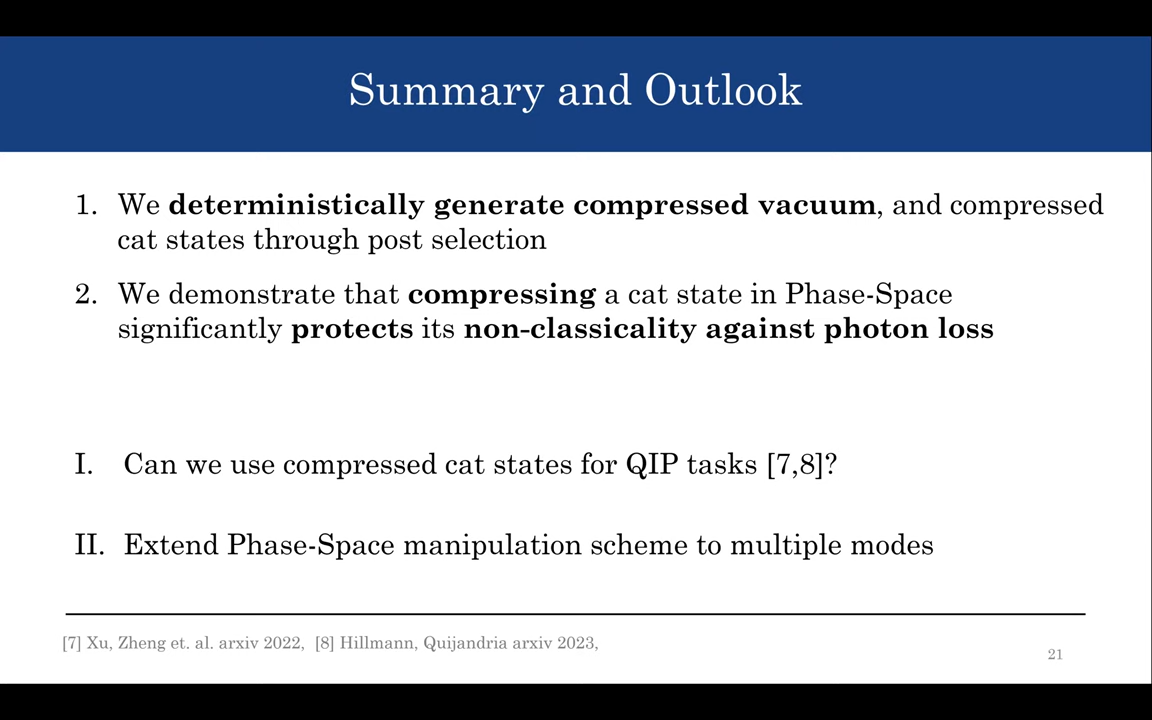 Summary and Outlook
1. We deterministically generate compressed vacuum, and compressed
cat states through post selection
2. We demonstrate that compressing a cat state in Phase-Space
significantly protects its non-classicality against photon loss
I. Can we use compressed cat states for QIP tasks [7,8]?
II. Extend Phase-Space manipulation scheme to multiple modes
[7] Xu, Zheng et. al. arxiv 2022, [8] Hillmann, Quijandria arxiv 2023,
21